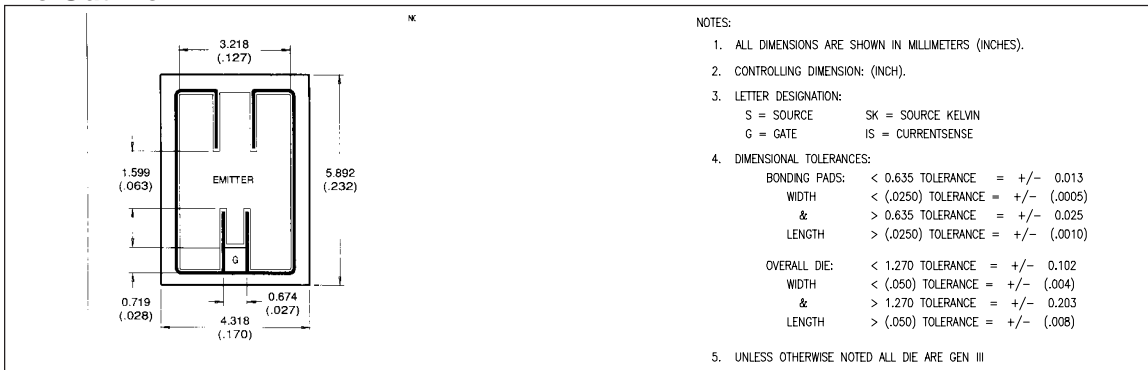 3.218
(.127)
1.599
(.063)
EMITTER
5.892
(.232)
G
0.719
(.028)
0.674
(.027)
4.318
(.170)
NOTES:
1. ALL DIMENSIONS ARE SHOWN IN MILLIMETERS (INCHES).
2. CONTROLLING DIMENSION: (INCH).
3. LETTER DESIGNATION:
S = SOURCE SK = SOURCE KELVIN
G = GATE IS = CURRENTSENSE
4. DIMENSIONAL TOLERANCES:
BONDING PADS: < 0.635 TOLERANCE = +/- 0.013
WIDTH < (.0250) TOLERANCE = +/- (.0005)
& > 0.635 TOLERANCE = +/- 0.025
LENGTH > (.0250) TOLERANCE = +/- (.0010)
OVERALL DIE: < 1.270 TOLERANCE = +/- 0.102
WIDTH < (.050) TOLERANCE = +/- (.004)
& > 1.270 TOLERANCE = +/- 0.203
LENGTH > (.050) TOLERANCE = +/- (.008)
5. UNLESS OTHERWISE NOTED ALL DIE ARE GEN III